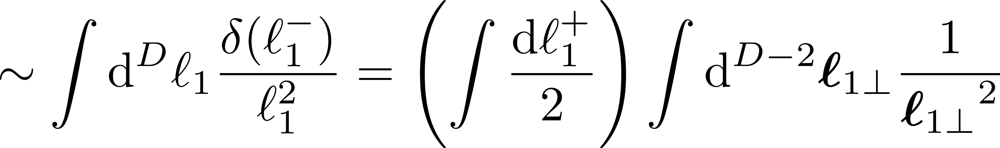 $\sim \int \mathrm{d}^D \ell_1 \frac{\delta(\ell_1^-)}{\ell_1^2} = \left( \int \frac{\mathrm{d}\ell_1^+}{2} \right) \int \mathrm{d}^{D-2} \boldsymbol{\ell}_{1\perp} \frac{1}{\boldsymbol{\ell}_{1\perp}{}^2}$